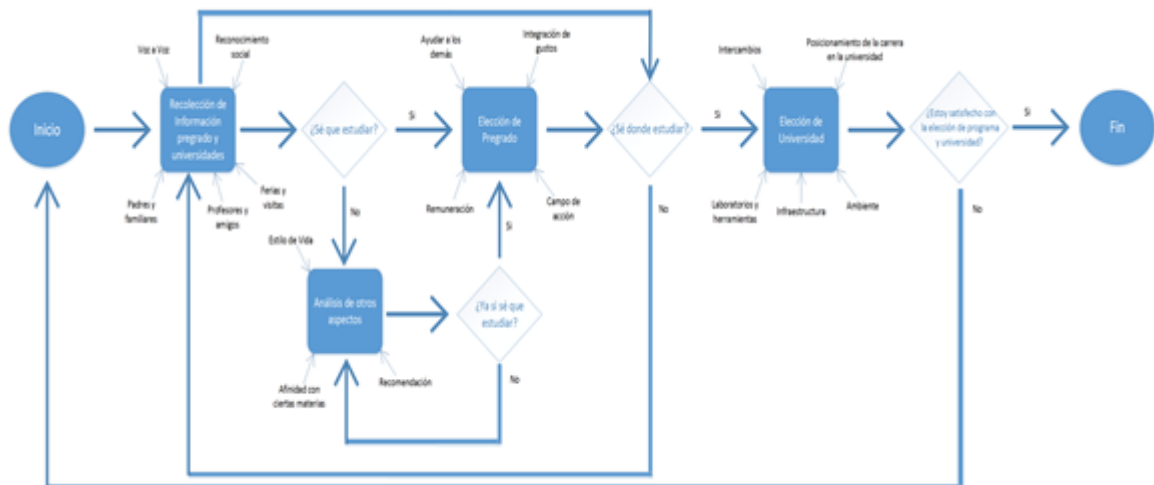 Inicio
Voz a Voz
Reconocimiento
social
Recolección de
Información
pregrado y
universidades
Padres y
familiares
Profesores y
amigos
Ferias y
visitas
¿Sé que estudiar?
Si
No
Estilo de Vida
Análisis de otros
aspectos
Afinidad con
ciertas materias
Recomendación
¿Ya si sé que
estudiar?
Si
No
Ayudar a los
demás
Integración de
gustos
Elección de
Pregrado
Remuneración
Campo de
acción
¿Sé donde estudiar?
Si
No
Intercambios
Posicionamiento de la carrera
en la universidad
Elección de
Universidad
Laboratorios y
herramientas
Infraestructura
Ambiente
¿Estoy satisfecho con
la elección de programa
y universidad?
Si
No
Fin